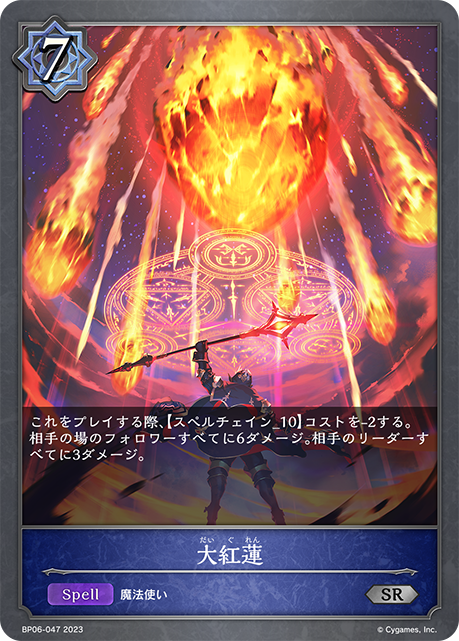 7
これをプレイする際、【スペルチェイン_10】コストを-2する。
相手の場のフォロワーすべてに6ダメージ。相手のリーダーす
べてに3ダメージ。
だいぐれん
大紅蓮
Spell 魔法使い SR
BP06-047 2023 © Cygames, Inc.